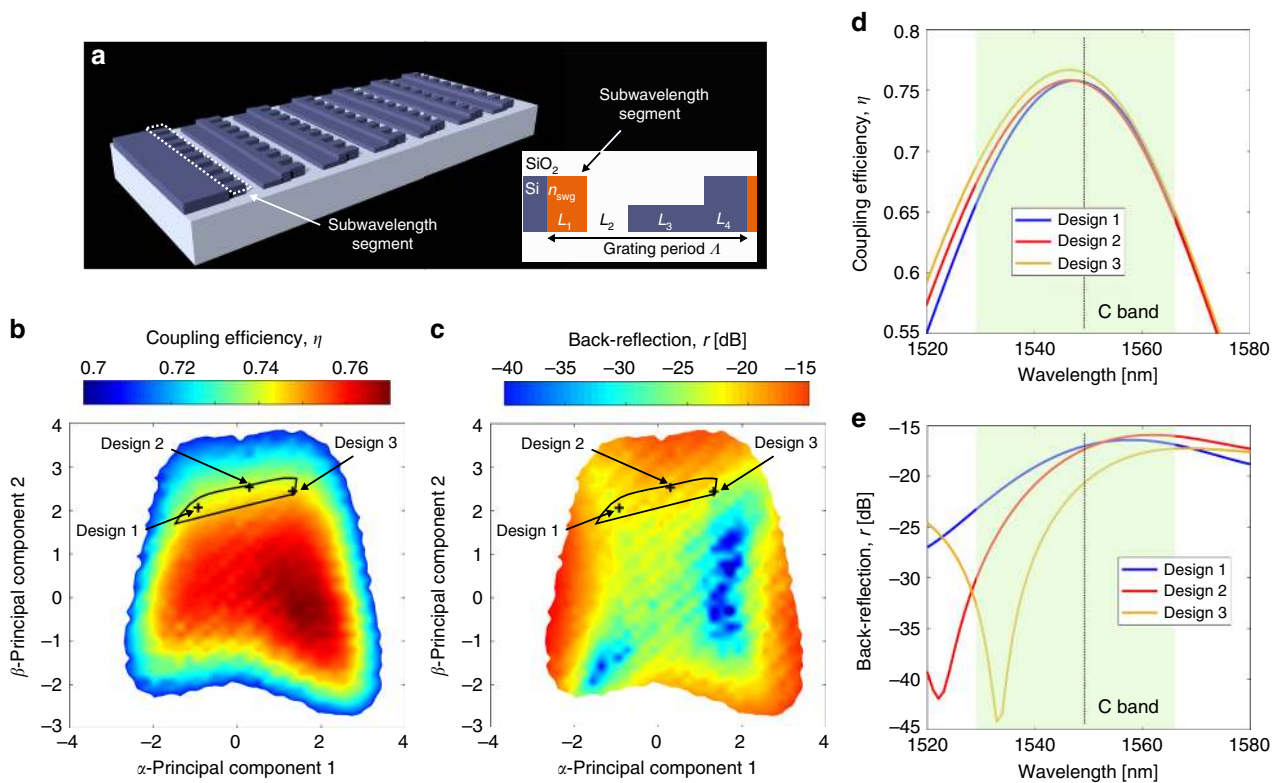 a
Subwavelength
segment
Subwavelength
segment
SiO2
Si
nswg
L1
L2
L3
L4
Grating period Λ
b
Coupling efficiency, η
0.7
0.72
0.74
0.76
4
3
2
1
0
−1
−2
−3
β-Principal component 2
Design 2
Design 3
Design 1
−4
−2
0
2
4
α-Principal component 1
c
Back-reflection, r [dB]
−40
−35
−30
−25
−20
−15
4
3
2
1
0
−1
−2
−3
β-Principal component 2
Design 2
Design 3
Design 1
−4
−2
0
2
4
α-Principal component 1
d
0.8
0.75
0.7
0.65
0.6
0.55
Coupling efficiency, η
Design 1
Design 2
Design 3
C band
1520
1540
1560
1580
Wavelength [nm]
e
−15
−20
−25
−30
−35
−40
−45
Back-reflection, r [dB]
Design 1
Design 2
Design 3
C band
1520
1540
1560
1580
Wavelength [nm]